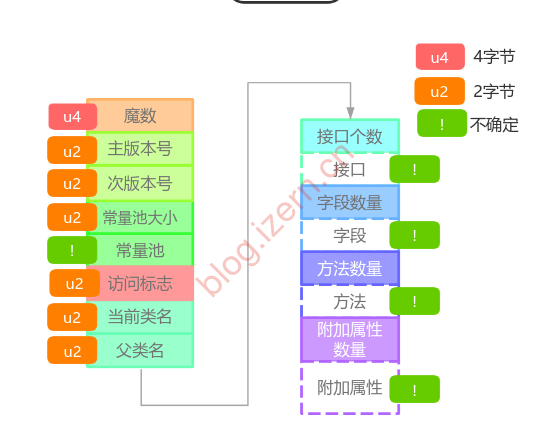 u4 4字节
u2 2字节
! 不确定
u4 魔数
u2 主版本号
u2 次版本号
u2 常量池大小
! 常量池
u2 访问标志
u2 当前类名
u2 父类名
接口个数
接口 !
字段数量
字段 !
方法数量
方法 !
附加属性
数量
附加属性 !
blog.izern.cn